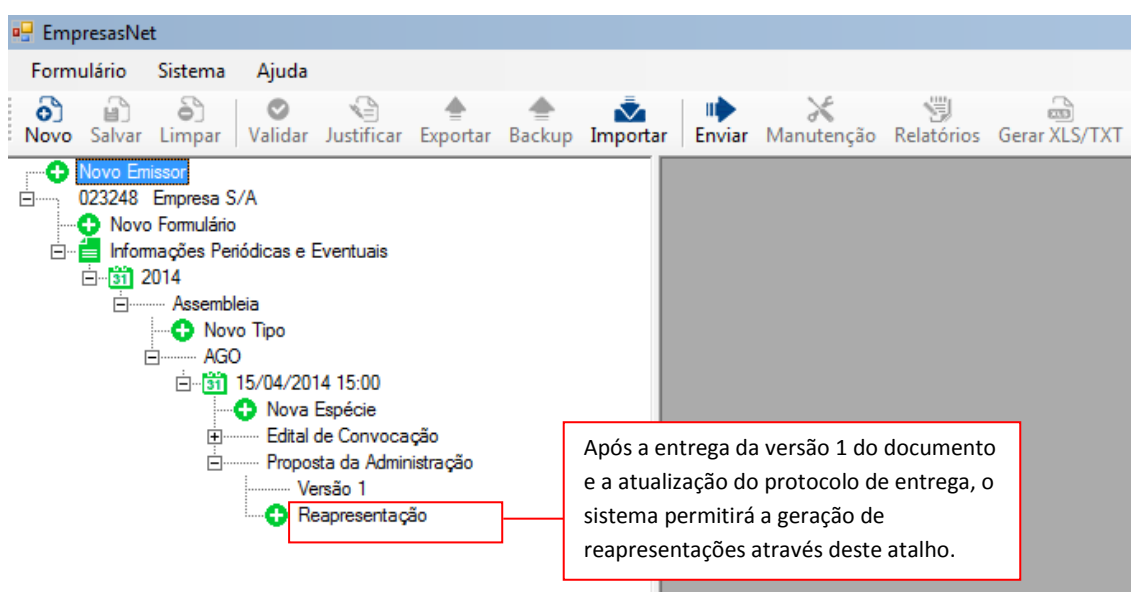 EmpresasNet
Formulário Sistema Ajuda
Novo Salvar Limpar Validar Justificar Exportar Backup Importar Enviar Manutenção Relatórios Gerar XLS/TXT
Novo Emissor
023248 Empresa S/A
Novo Formulário
Informações Periódicas e Eventuais
31 2014
Assembleia
Novo Tipo
AGO
31 15/04/2014 15:00
Nova Espécie
Edital de Convocação
Proposta da Administração
Versão 1
Reapresentação
Após a entrega da versão 1 do documento
e a atualização do protocolo de entrega, o
sistema permitirá a geração de
reapresentações através deste atalho.